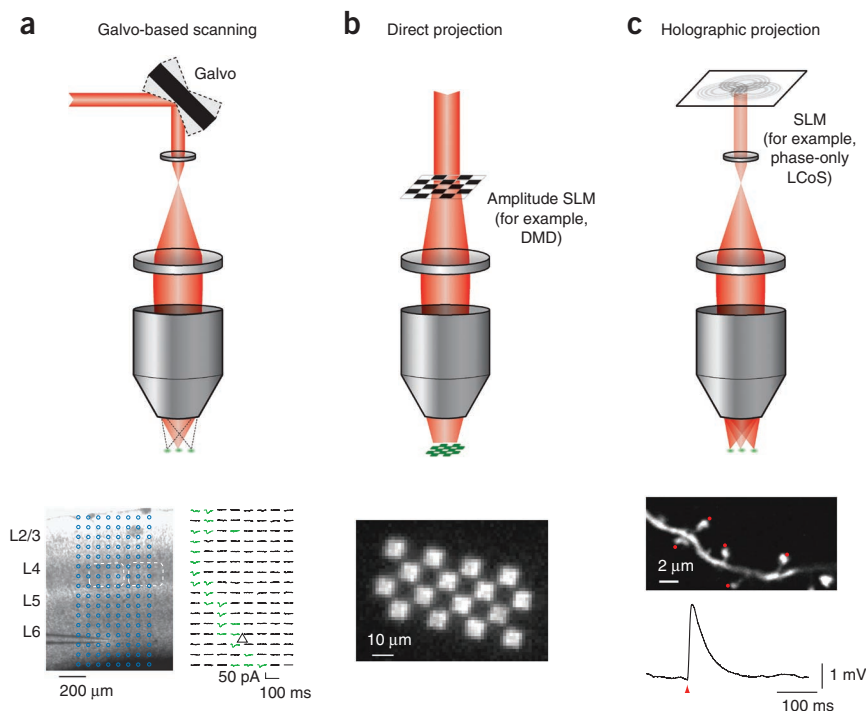 a
Galvo-based scanning
Galvo
L2/3
L4
L5
L6
200 μm
50 pA
100 ms
b
Direct projection
Amplitude SLM
(for example,
DMD)
10 μm
c
Holographic projection
SLM
(for example,
phase-only
LCoS)
2 μm
1 mV
100 ms